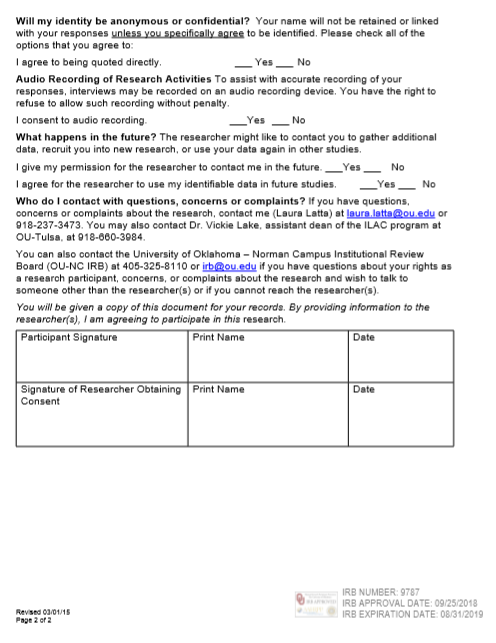 Will my identity be anonymous or confidential? Your name will not be retained or linked
with your responses unless you specifically agree to be identified. Please check all of the
options that you agree to:
I agree to being quoted directly. ___ Yes ___ No
Audio Recording of Research Activities To assist with accurate recording of your
responses, interviews may be recorded on an audio recording device. You have the right to
refuse to allow such recording without penalty.
I consent to audio recording. ___Yes ___ No
What happens in the future? The researcher might like to contact you to gather additional
data, recruit you into new research, or use your data again in other studies.
I give my permission for the researcher to contact me in the future. ___Yes ___ No
I agree for the researcher to use my identifiable data in future studies. ___Yes ___ No
Who do I contact with questions, concerns or complaints? If you have questions,
concerns or complaints about the research, contact me (Laura Latta) at laura.latta@ou.edu or
918-237-3473. You may also contact Dr. Vickie Lake, assistant dean of the ILAC program at
OU-Tulsa, at 918-660-3984.
You can also contact the University of Oklahoma – Norman Campus Institutional Review
Board (OU-NC IRB) at 405-325-8110 or irb@ou.edu if you have questions about your rights as
a research participant, concerns, or complaints about the research and wish to talk to
someone other than the researcher(s) or if you cannot reach the researcher(s).
You will be given a copy of this document for your records. By providing information to the
researcher(s), I am agreeing to participate in this research.
Participant Signature Print Name Date
Signature of Researcher Obtaining Print Name Date
Consent
Revised 03/01/15
Page 2 of 2
IRB NUMBER: 9787
IRB APPROVAL DATE: 09/25/2018
IRB EXPIRATION DATE: 08/31/2019